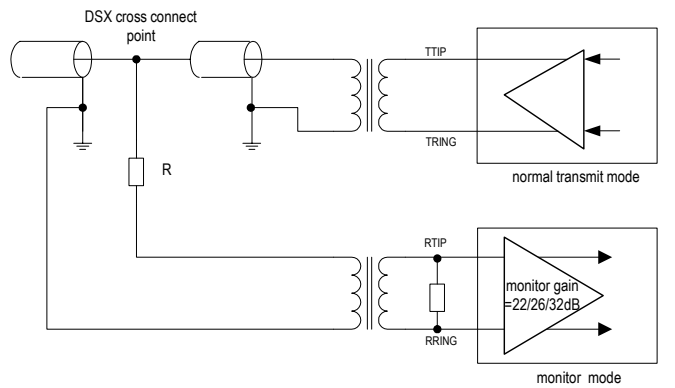 DSX cross connect
point
TTIP
TRING
normal transmit mode
R
RTIP
monitor gain
=22/26/32dB
RRING
monitor mode